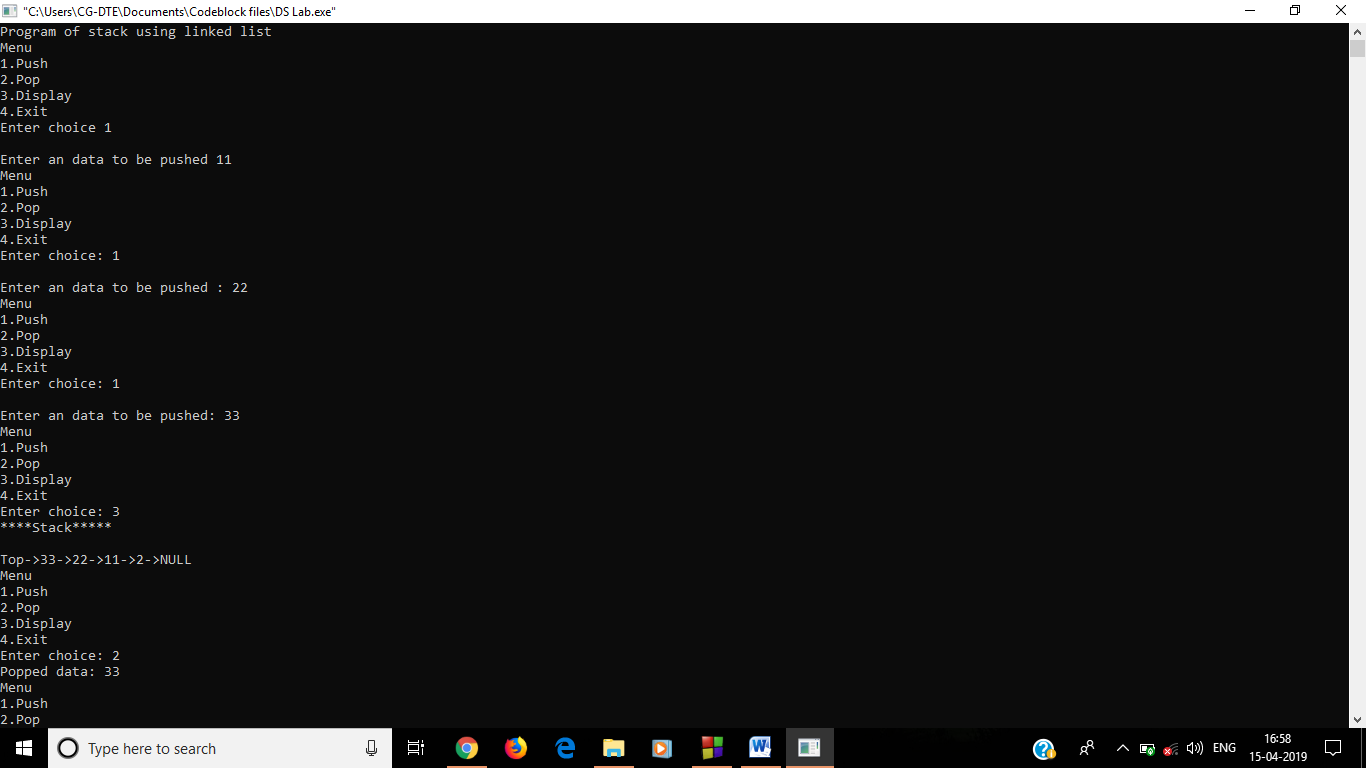 "C:\Users\CG-DTE\Documents\Codeblock files\DS Lab.exe"
Program of stack using linked list
Menu
1.Push
2.Pop
3.Display
4.Exit
Enter choice 1
Enter an data to be pushed 11
Menu
1.Push
2.Pop
3.Display
4.Exit
Enter choice: 1
Enter an data to be pushed : 22
Menu
1.Push
2.Pop
3.Display
4.Exit
Enter choice: 1
Enter an data to be pushed: 33
Menu
1.Push
2.Pop
3.Display
4.Exit
Enter choice: 3
****Stack*****
Top->33->22->11->2->NULL
Menu
1.Push
2.Pop
3.Display
4.Exit
Enter choice: 2
Popped data: 33
Menu
1.Push
2.Pop
Type here to search
ENG
16:58
15-04-2019